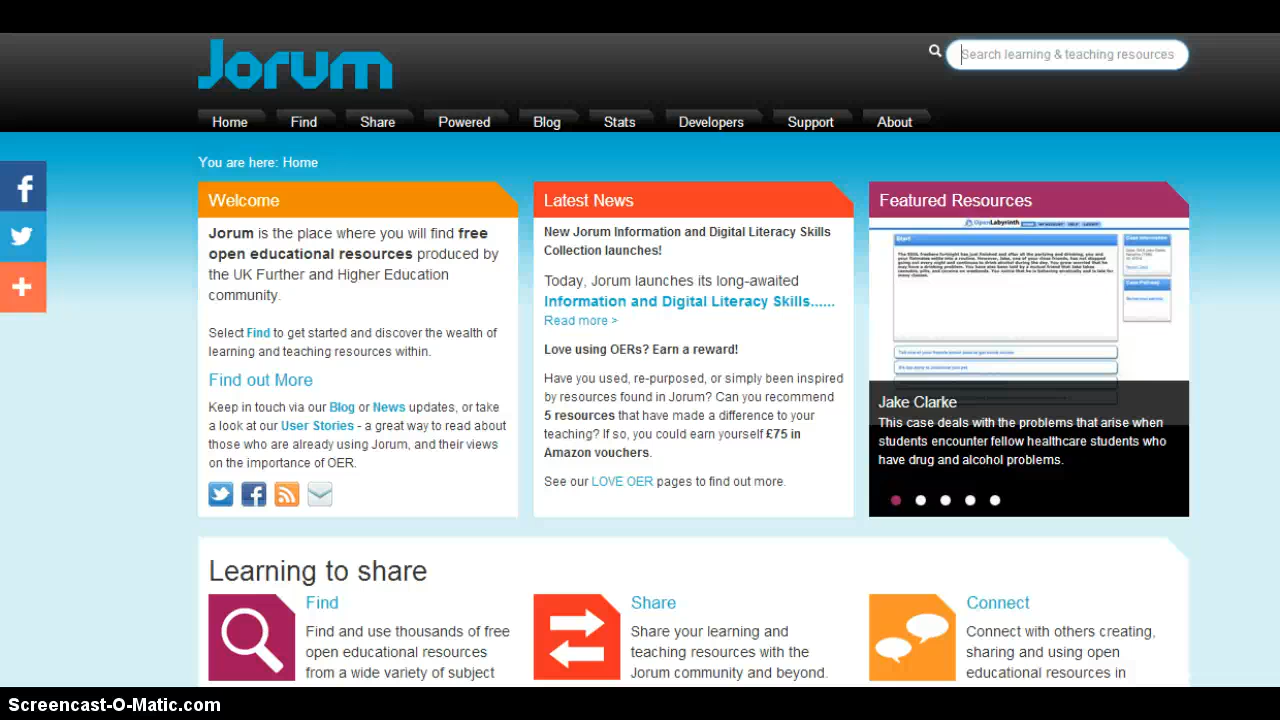 Jorum
Search learning & teaching resources
Home Find Share Powered Blog Stats Developers Support About
You are here: Home
Welcome
Jorum is the place where you will find free
open educational resources produced by
the UK Further and Higher Education
community.
Select Find to get started and discover the wealth of
learning and teaching resources within.
Find out More
Keep in touch via our Blog or News updates, or take
a look at our User Stories - a great way to read about
those who are already using Jorum, and their views
on the importance of OER.
Latest News
New Jorum Information and Digital Literacy Skills
Collection launches!
Today, Jorum launches its long-awaited
Information and Digital Literacy Skills......
Read more >
Love using OERs? Earn a reward!
Have you used, re-purposed, or simply been inspired
by resources found in Jorum? Can you recommend
5 resources that have made a difference to your
teaching? If so, you could earn yourself £75 in
Amazon vouchers.
See our LOVE OER pages to find out more.
Featured Resources
OpenLabyrinth
Start
Jake Clarke
This case deals with the problems that arise when
students encounter fellow healthcare students who
have drug and alcohol problems.
Learning to share
Find
Find and use thousands of free
open educational resources
from a wide variety of subject
Share
Share your learning and
teaching resources with the
Jorum community and beyond.
Connect
Connect with others creating,
sharing and using open
educational resources in
Screencast-O-Matic.com